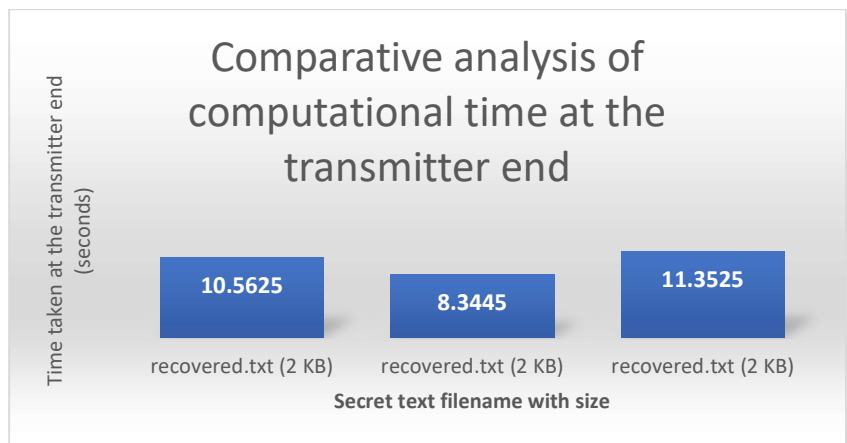 Comparative analysis of
computational time at the
transmitter end
Time taken at the transmitter end
(seconds)
10.5625
8.3445
11.3525
recovered.txt (2 KB)
recovered.txt (2 KB)
recovered.txt (2 KB)
Secret text filename with size